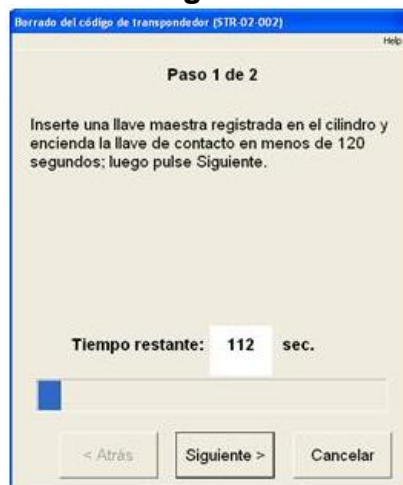 Borrado del código de transpondedor (STR-02-002)
Help
Paso 1 de 2
Inserte una llave maestra registrada en el cilindro y
encienda la llave de contacto en menos de 120
segundos; luego pulse Siguiente.
Tiempo restante: 112 sec.
< Atrás Siguiente > Cancelar